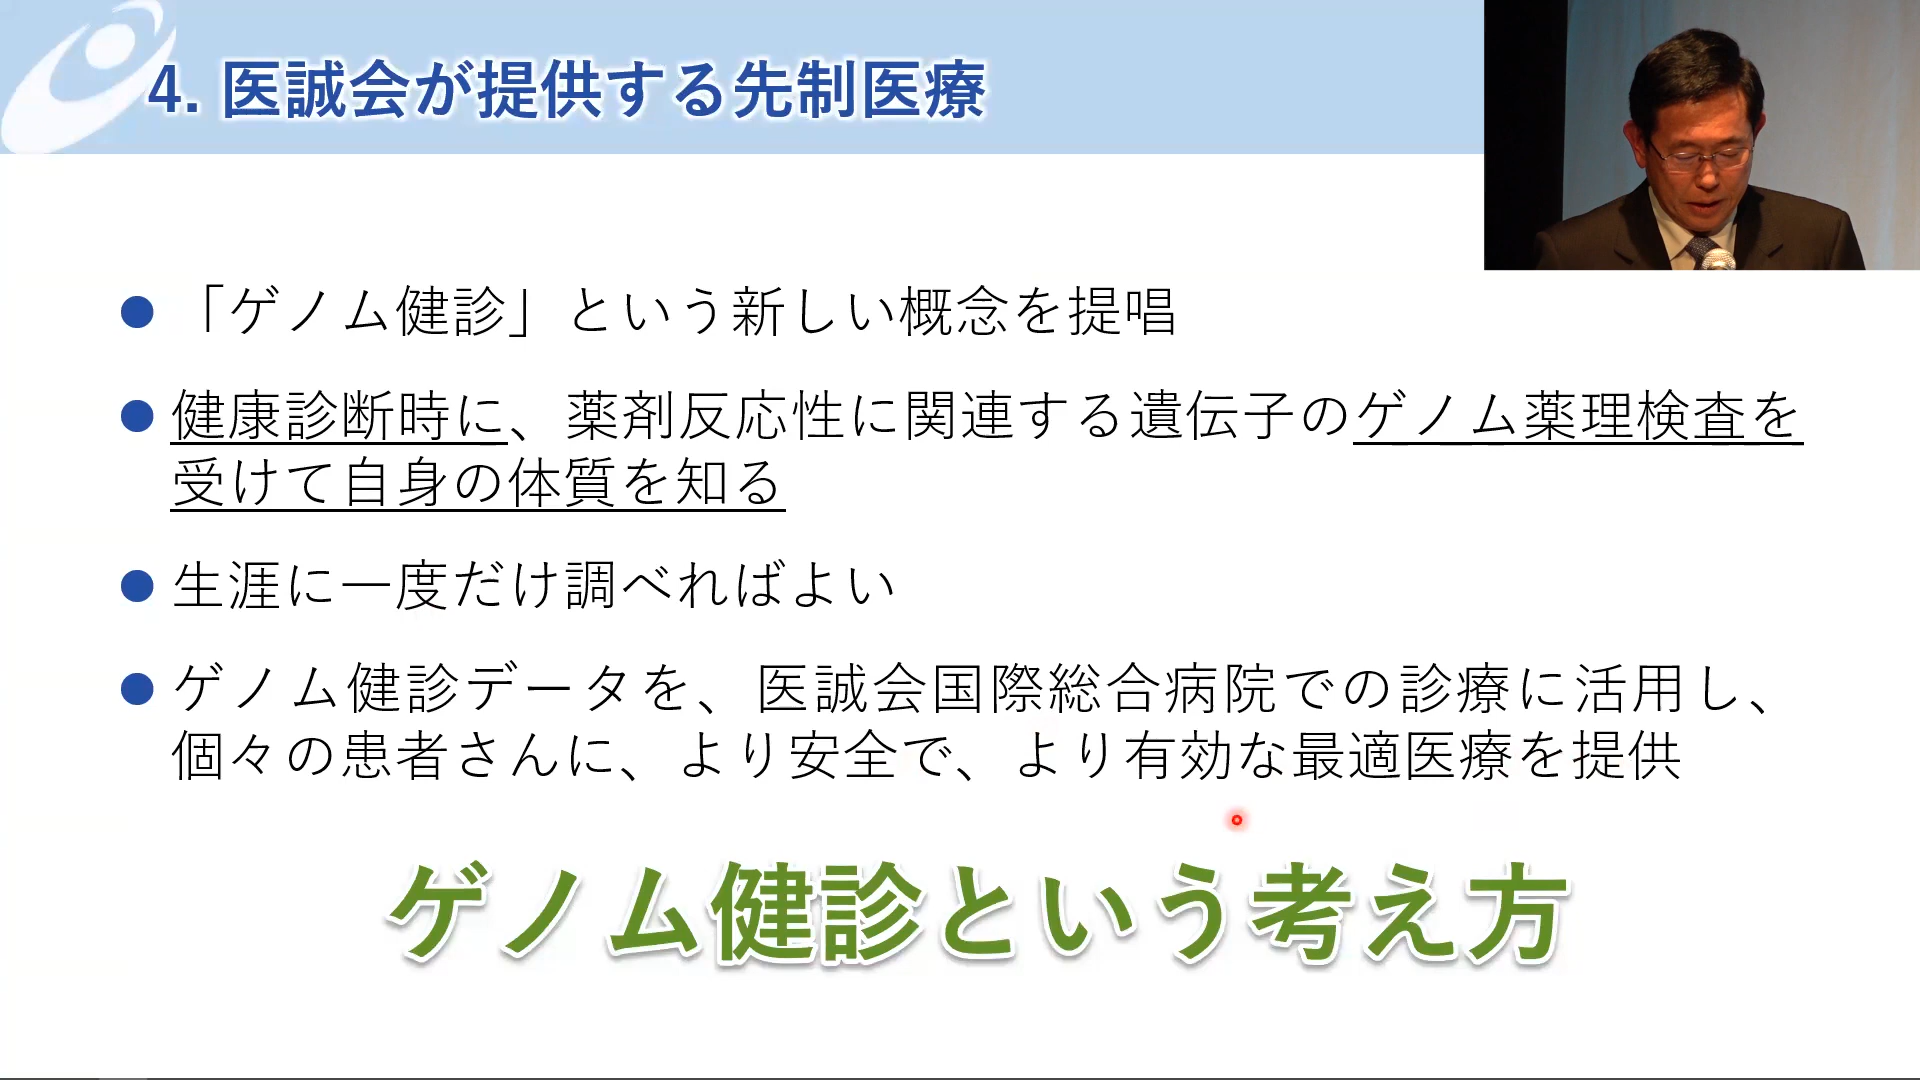 4. 医誠会が提供する先制医療
● 「ゲノム健診」という新しい概念を提唱
● 健康診断時に、薬剤反応性に関連する遺伝子のゲノム薬理検査を
受けて自身の体質を知る
● 生涯に一度だけ調べればよい
● ゲノム健診データを、医誠会国際総合病院での診療に活用し、
個々の患者さんに、より安全で、より有効な最適医療を提供
ゲノム健診という考え方